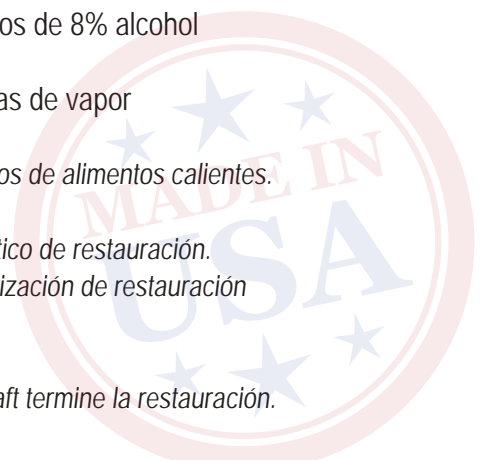 os de 8% alcohol
as de vapor
os de alimentos calientes.
tico de restauración.
ización de restauración
aft termine la restauración.
MADE IN
USA